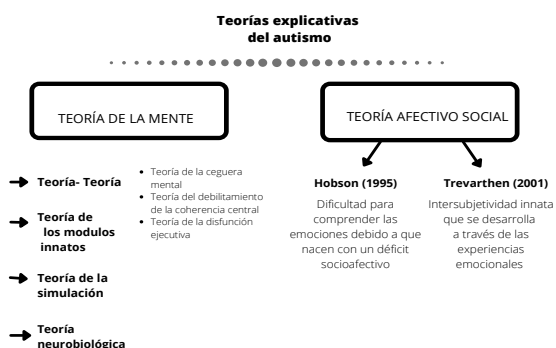 Teorías explicativas
del autismo
TEORÍA DE LA MENTE
TEORÍA AFECTIVO SOCIAL
Teoría- Teoría
Teoría de
los modulos
innatos
Teoría de la
simulación
Teoría
neurobiológica
Teoría de la ceguera
mental
Teoría del debilitamiento
de la coherencia central
Teoría de la disfunción
ejecutiva
Hobson (1995)
Dificultad para
comprender las
emociones debido a que
nacen con un déficit
socioafectivo
Trevarthen (2001)
Intersubjetividad innata
que se desarrolla
a través de las
experiencias
emocionales